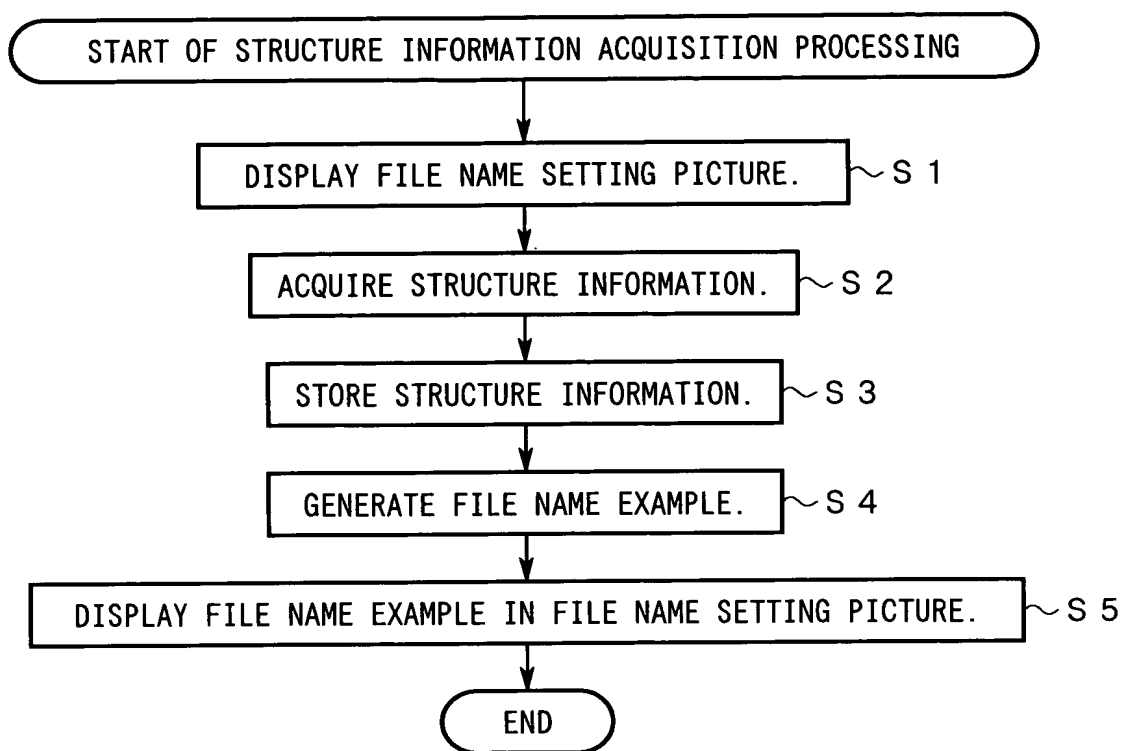 START OF STRUCTURE INFORMATION ACQUISITION PROCESSING
DISPLAY FILE NAME SETTING PICTURE. S 1
ACQUIRE STRUCTURE INFORMATION. S 2
STORE STRUCTURE INFORMATION. S 3
GENERATE FILE NAME EXAMPLE. S 4
DISPLAY FILE NAME EXAMPLE IN FILE NAME SETTING PICTURE. S 5
END